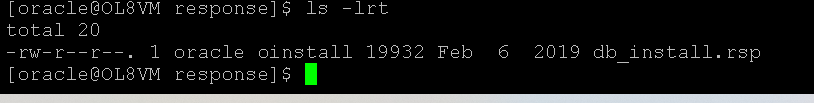 [oracle@OL8VM response]$ ls -lrt
total 20
-rw-r--r--. 1 oracle oinstall 19932 Feb  6  2019 db_install.rsp
[oracle@OL8VM response]$